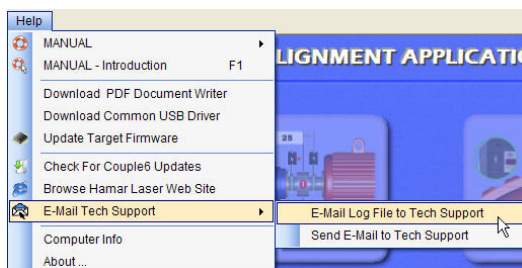 Help
MANUAL
MANUAL - Introduction F1
LIGNMENT APPLICATI
Download PDF Document Writer
Download Common USB Driver
Update Target Firmware
25
Check For Couple6 Updates
Browse Hamar Laser Web Site
E-Mail Tech Support
E-Mail Log File to Tech Support
Send E-Mail to Tech Support
Computer Info
About ...